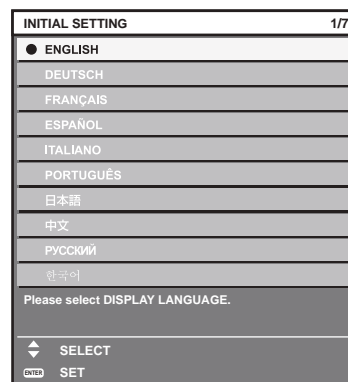 INITIAL SETTING 1/7
ENGLISH
DEUTSCH
FRANÇAIS
ESPAÑOL
ITALIANO
PORTUGUÊS
日本語
中文
РУССКИЙ
한국어
Please select DISPLAY LANGUAGE.
SELECT
ENTER SET